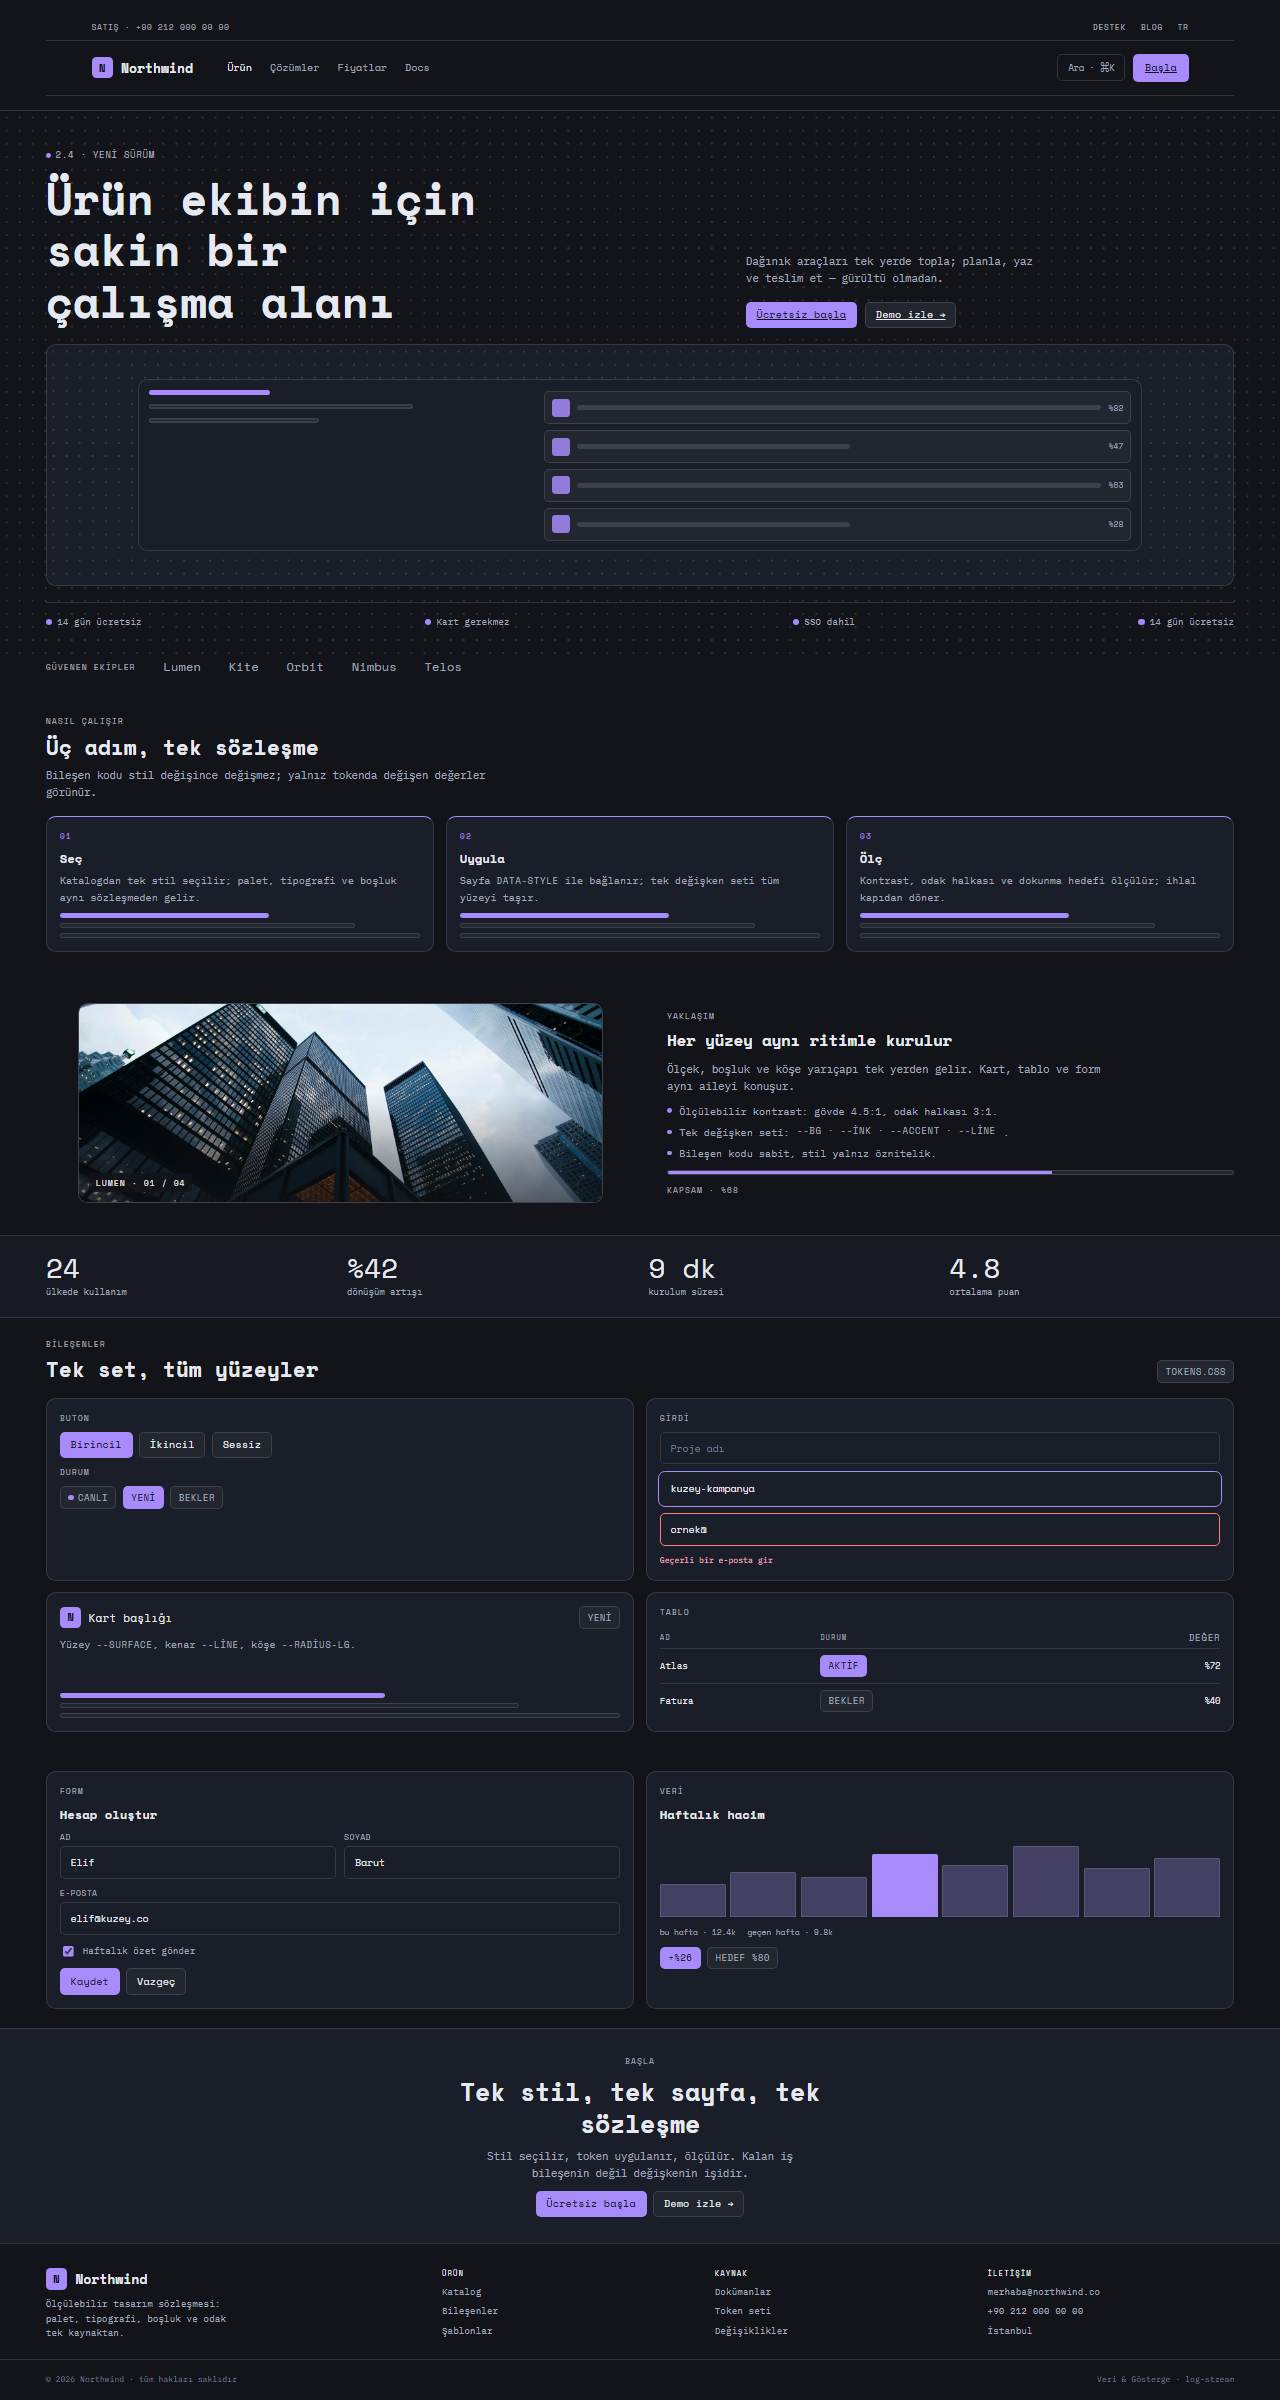 SATIŞ · +90 212 000 00 00
DESTEK BLOG TR
N Northwind Ürün Çözümler Fiyatlar Docs
Ara · ⌘K Başla
2.4 · YENİ SÜRÜM
Ürün ekibin için
sakin bir
çalışma alanı
Dağınık araçları tek yerde topla; planla, yaz
ve teslim et — gürültü olmadan.
Ücretsiz başla Demo izle →
%82
%47
%63
%28
14 gün ücretsiz Kart gerekmez SSO dahil 14 gün ücretsiz
GÜVENEN EKİPLER Lumen Kite Orbit Nimbus Telos
NASIL ÇALIŞIR
Üç adım, tek sözleşme
Bileşen kodu stil değişince değişmez; yalnız tokenda değişen değerler
görünür.
01
Seç
Katalogdan tek stil seçilir; palet, tipografi ve boşluk
aynı sözleşmeden gelir.
02
Uygula
Sayfa DATA-STYLE ile bağlanır; tek değişken seti tüm
yüzeyi taşır.
03
Ölç
Kontrast, odak halkası ve dokunma hedefi ölçülür; ihlal
kapıdan döner.
LUMEN · 01 / 04
YAKLAŞIM
Her yüzey aynı ritimle kurulur
Ölçek, boşluk ve köşe yarıçapı tek yerden gelir. Kart, tablo ve form
aynı aileyi konuşur.
Ölçülebilir kontrast: gövde 4.5:1, odak halkası 3:1.
Tek değişken seti: --BG · --İNK · --ACCENT · --LİNE .
Bileşen kodu sabit, stil yalnız öznitelik.
KAPSAM · %68
24
ülkede kullanım
%42
dönüşüm artışı
9 dk
kurulum süresi
4.8
ortalama puan
BİLEŞENLER
Tek set, tüm yüzeyler
TOKENS.CSS
BUTON
Birincil İkincil Sessiz
DURUM
CANLI YENİ BEKLER
GİRDİ
Proje adı
kuzey-kampanya
ornek@
Geçerli bir e-posta gir
N Kart başlığı YENİ
Yüzey --SURFACE, kenar --LİNE, köşe --RADİUS-LG.
TABLO
AD DURUM DEĞER
Atlas AKTİF %72
Fatura BEKLER %40
FORM
Hesap oluştur
AD SOYAD
Elif Barut
E-POSTA
elif@kuzey.co
Haftalık özet gönder
Kaydet Vazgeç
VERİ
Haftalık hacim
bu hafta · 12.4k geçen hafta · 9.8k
+%26 HEDEF %80
BAŞLA
Tek stil, tek sayfa, tek
sözleşme
Stil seçilir, token uygulanır, ölçülür. Kalan iş
bileşenin değil değişkenin işidir.
Ücretsiz başla Demo izle →
N Northwind
Ölçülebilir tasarım sözleşmesi:
palet, tipografi, boşluk ve odak
tek kaynaktan.
ÜRÜN
Katalog
Bileşenler
Şablonlar
KAYNAK
Dokümanlar
Token seti
Değişiklikler
İLETİŞİM
merhaba@northwind.co
+90 212 000 00 00
İstanbul
© 2026 Northwind · tüm hakları saklıdır
Veri & Gösterge · log-stream